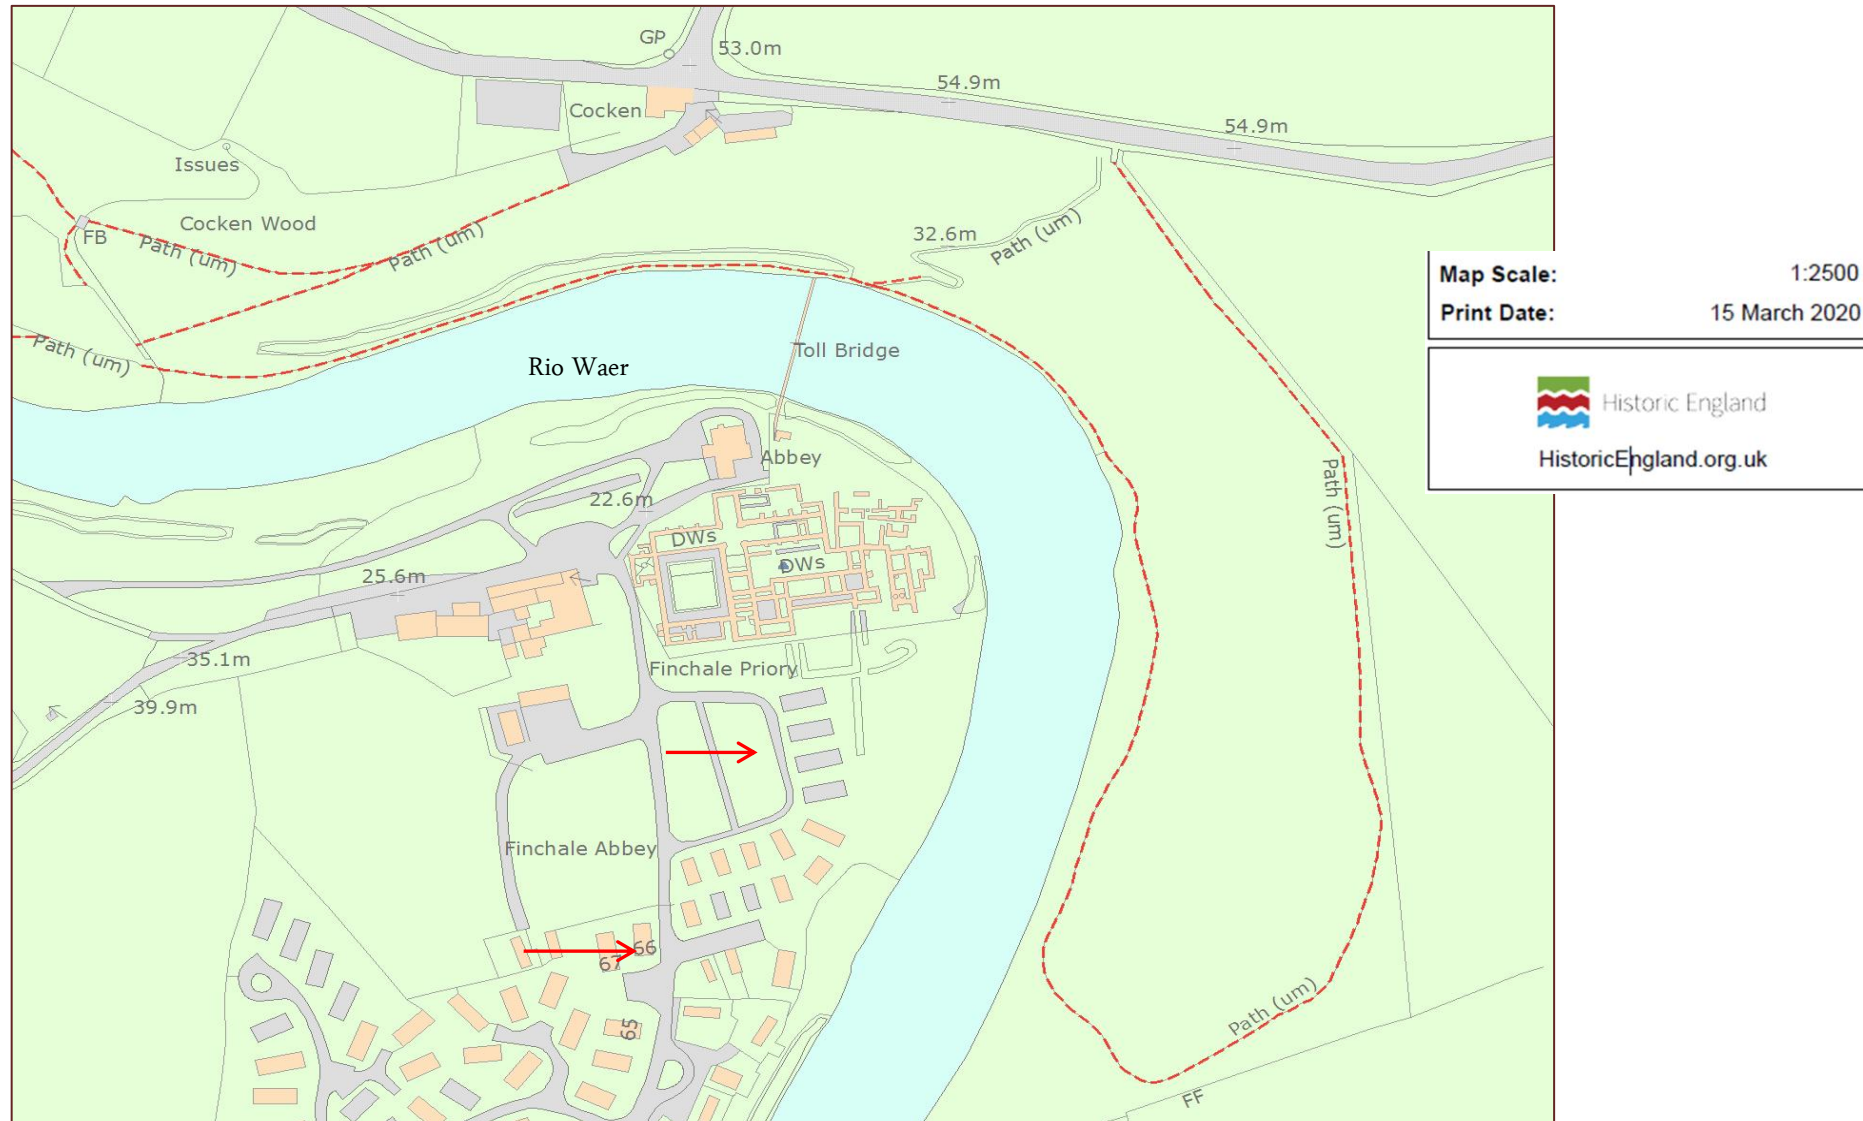 GP
53.0m
54.9m
Cocken
54.9m
Issues
Cocken Wood
FB
Path (um)
Path (um)
32.6m
Path (um)
Map Scale: 1:2500
Print Date: 15 March 2020
Path (um)
Toll Bridge
Rio Waer
Historic England
HistoricEngland.org.uk
Abbey
22.6m
Path (um)
DWs
DWs
25.6m
35.1m
Finchale Priory
39.9m
Finchale Abbey
66
67
65
Path (um)
FF